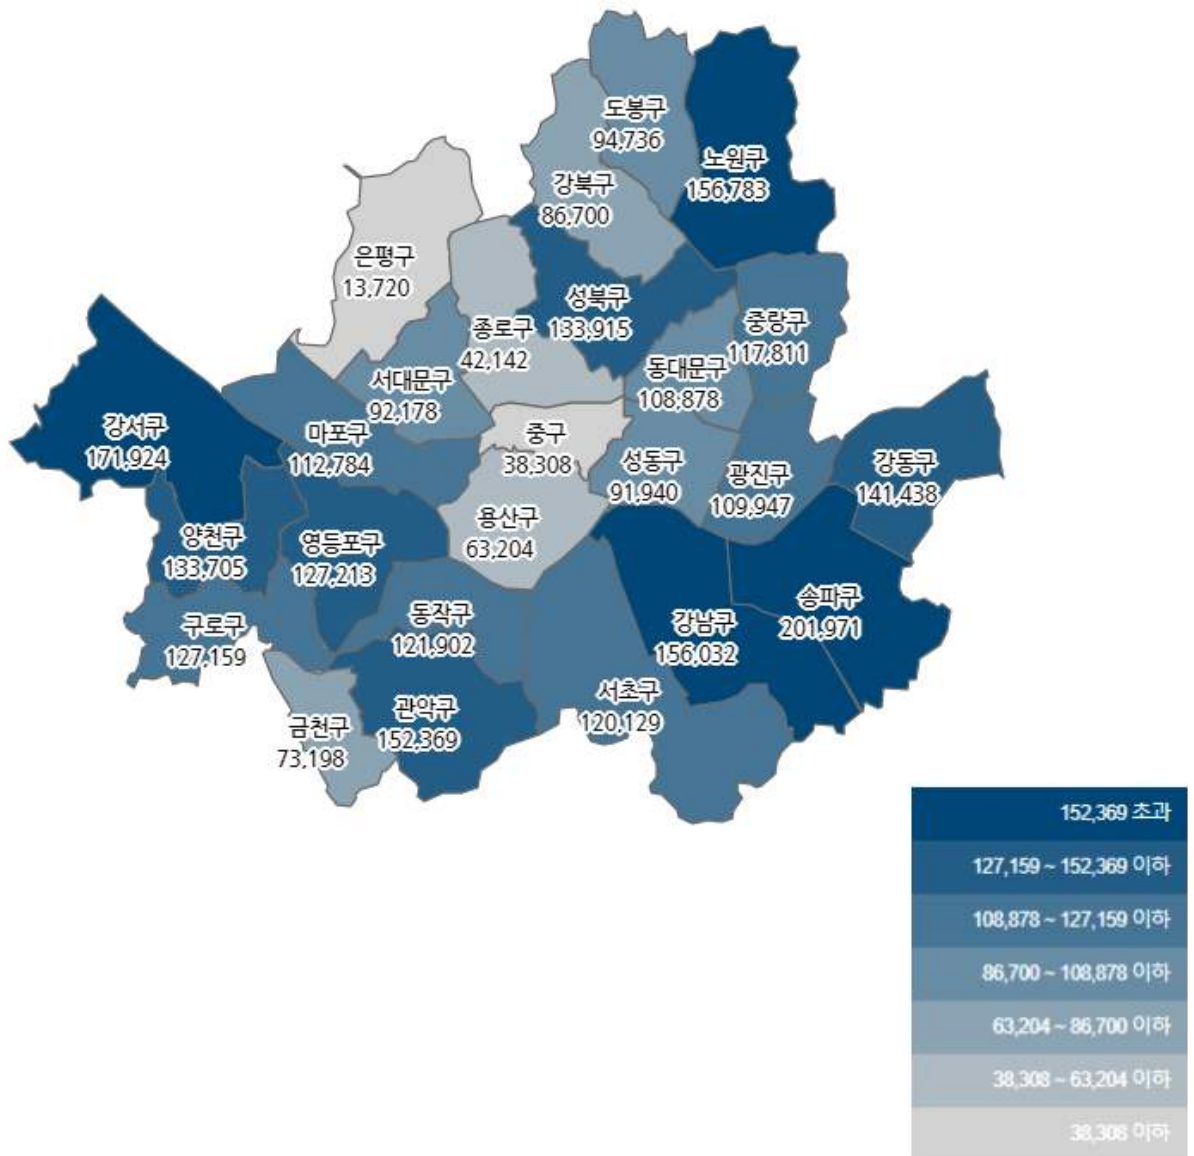 도봉구
94,736
노원구
156,783
강북구
86,700
은평구
13,720
성북구
133,915
종로구
42,142
중랑구
117,811
동대문구
108,878
서대문구
92,178
강서구
171,924
마포구
112,784
중구
38,308
성동구
91,940
광진구
109,947
강동구
141,438
용산구
63,204
양천구
133,705
영등포구
127,213
송파구
201,971
구로구
127,159
동작구
121,902
강남구
156,032
서초구
120,129
관악구
152,369
금천구
73,198
152,369 초과
127,159 ~ 152,369 이하
108,878 ~ 127,159 이하
86,700 ~ 108,878 이하
63,204 ~ 86,700 이하
38,308 ~ 63,204 이하
38,308 이하